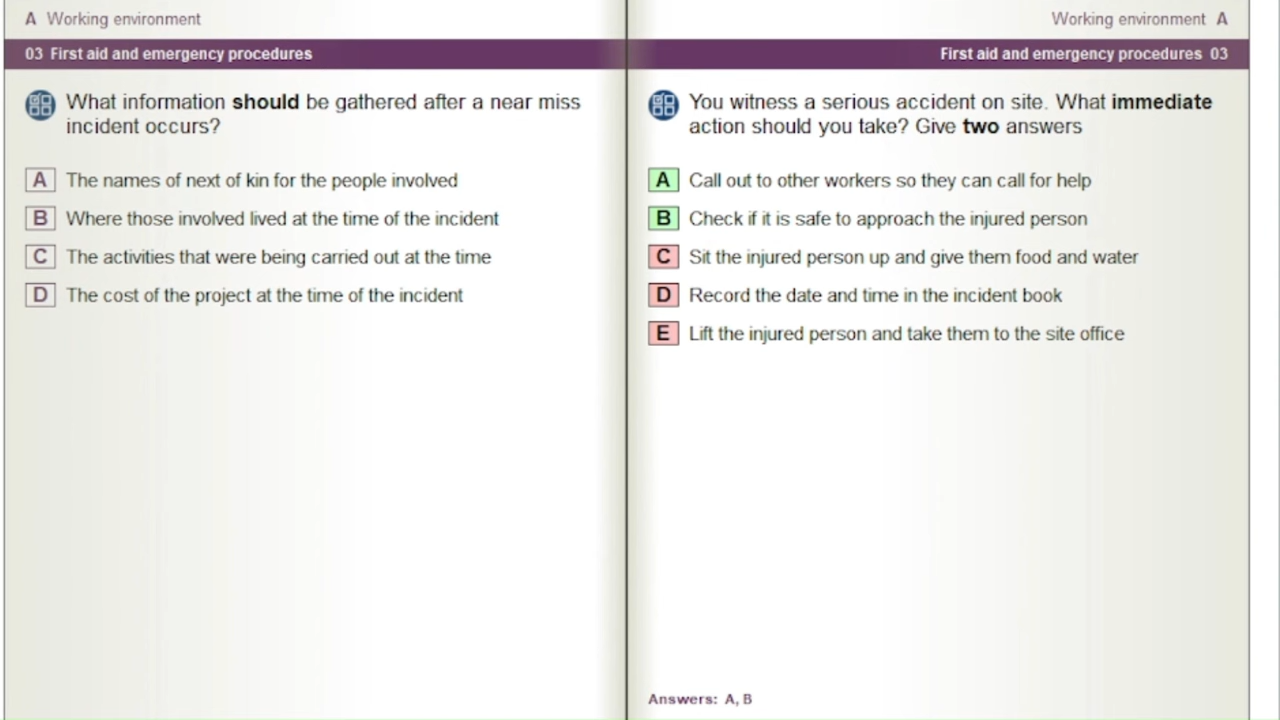 A Working environment
03 First aid and emergency procedures
What information should be gathered after a near miss
incident occurs?
A The names of next of kin for the people involved
B Where those involved lived at the time of the incident
C The activities that were being carried out at the time
D The cost of the project at the time of the incident
Working environment A
First aid and emergency procedures 03
You witness a serious accident on site. What immediate
action should you take? Give two answers
A Call out to other workers so they can call for help
B Check if it is safe to approach the injured person
C Sit the injured person up and give them food and water
D Record the date and time in the incident book
E Lift the injured person and take them to the site office
Answers: A, B